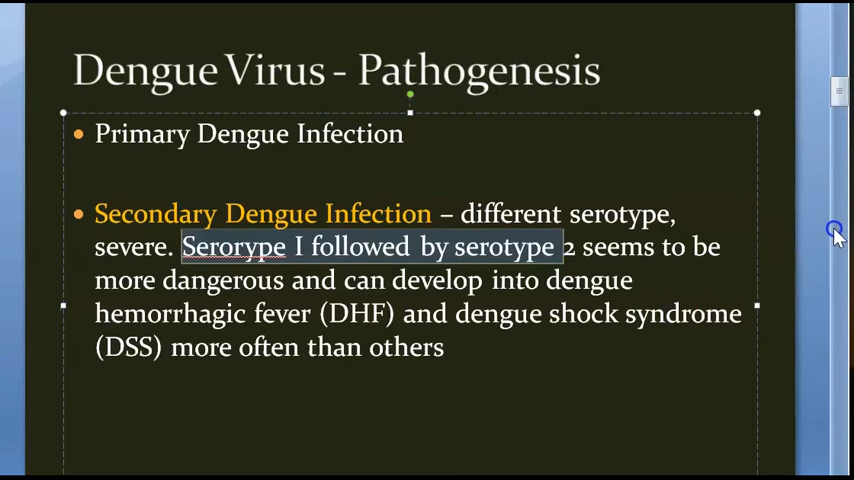 Dengue Virus - Pathogenesis
• Primary Dengue Infection
• Secondary Dengue Infection – different serotype,
severe. Serorype I followed by serotype 2 seems to be
more dangerous and can develop into dengue
hemorrhagic fever (DHF) and dengue shock syndrome
(DSS) more often than others